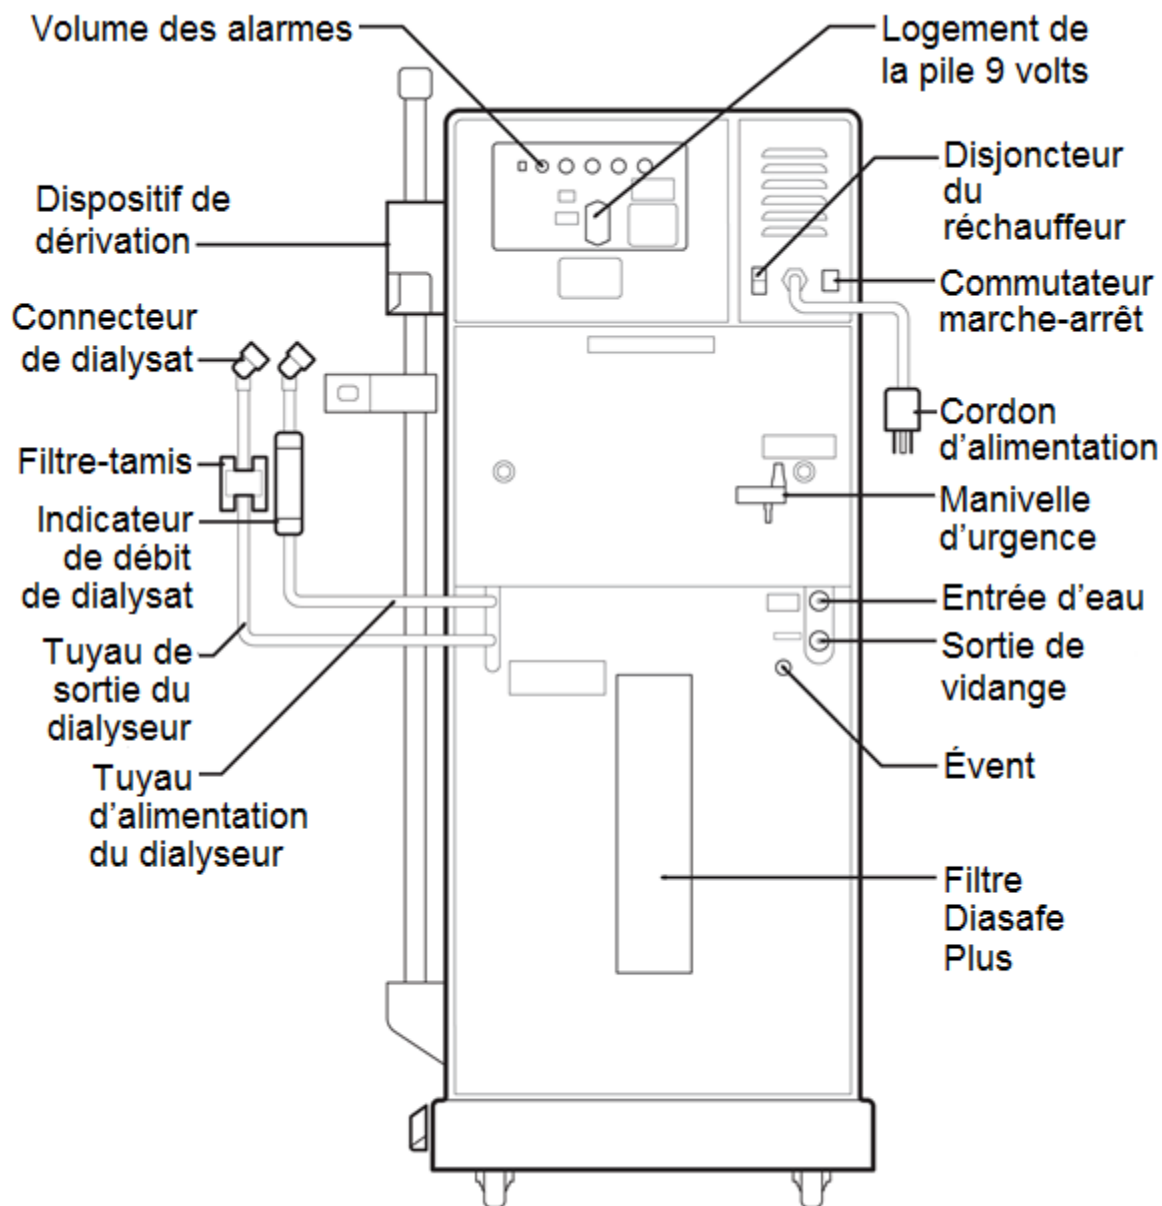 Volume des alarmes
Logement de
la pile 9 volts
Disjoncteur
du
réchauffeur
Dispositif de
dérivation
Commutateur
marche-arrêt
Connecteur
de dialysat
Cordon
d’alimentation
Filtre-tamis
Manivelle
d’urgence
Indicateur
de débit
de dialysat
Entrée d’eau
Tuyau de
sortie du
dialyseur
Sortie de
vidange
Évent
Tuyau
d’alimentation
du dialyseur
Filtre
Diasafe
Plus